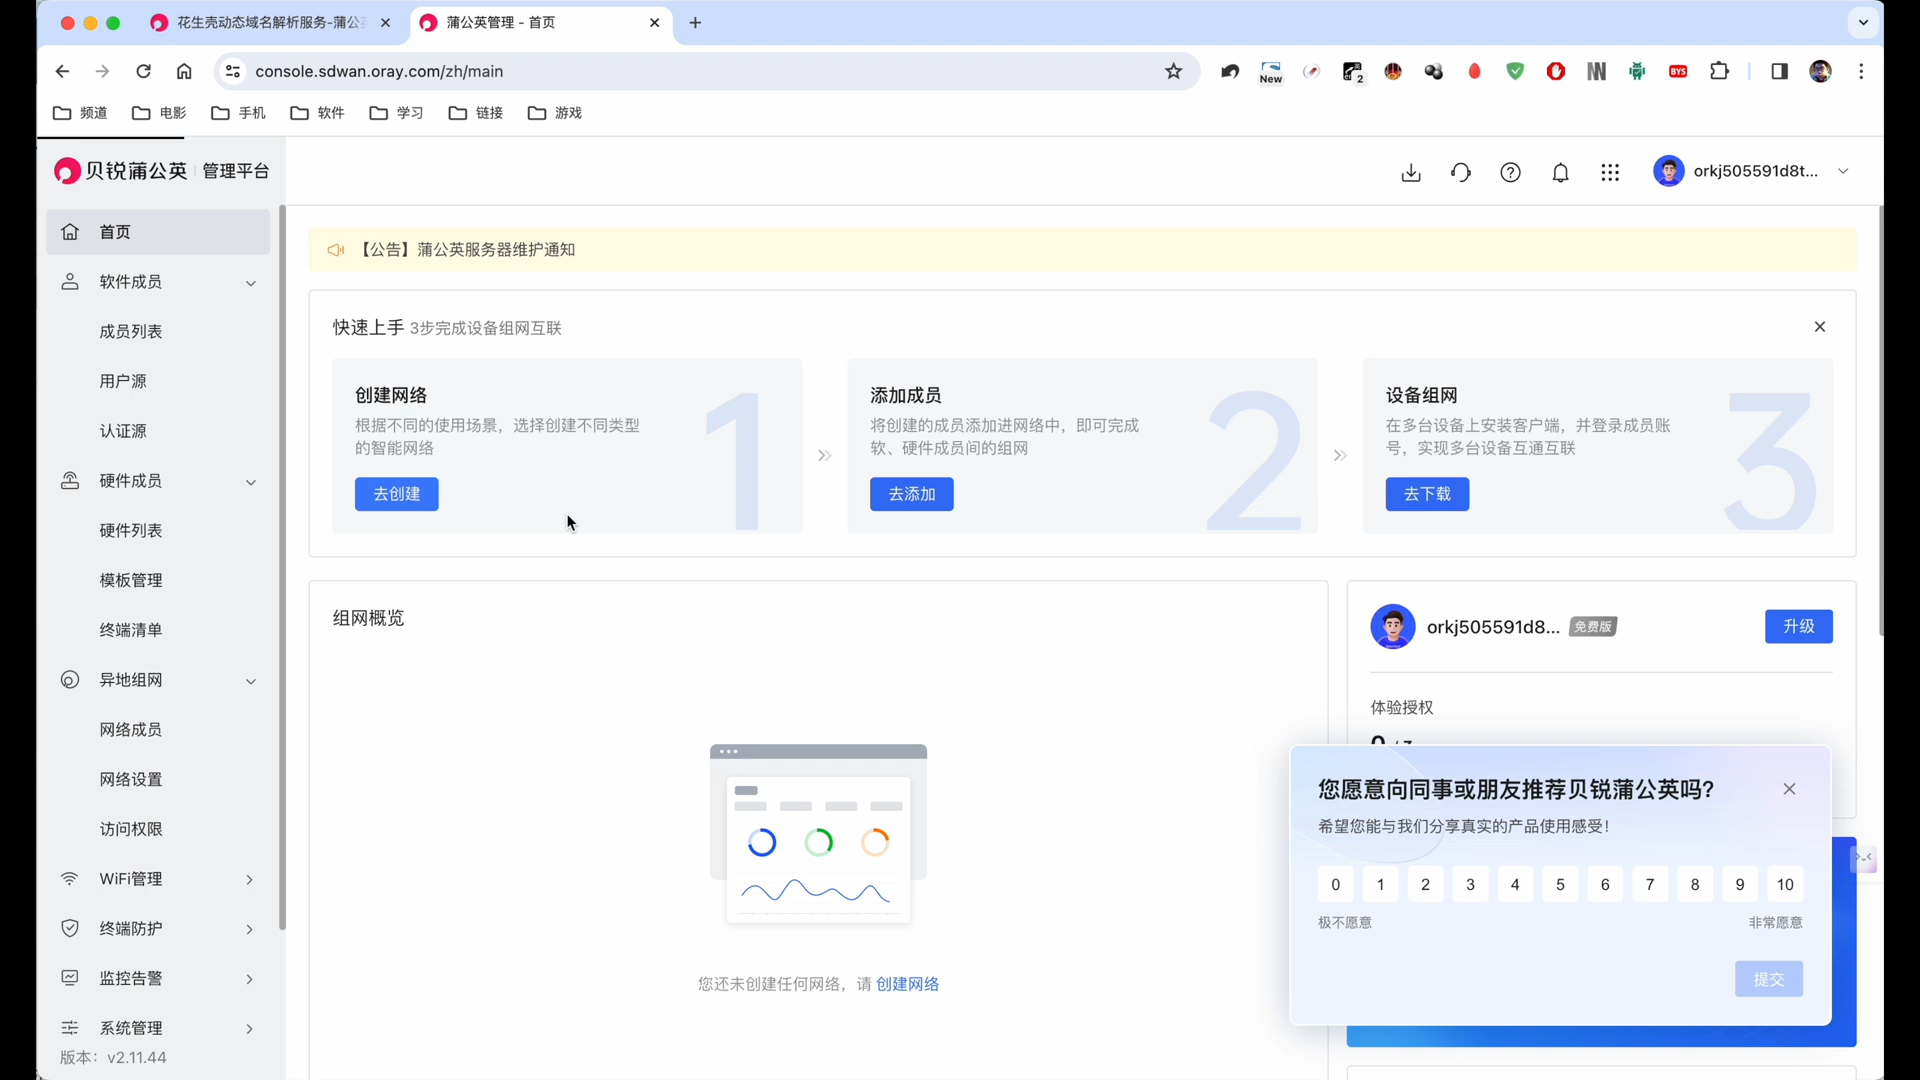 花生壳动态域名解析服务-蒲公
蒲公英管理 - 首页
console.sdwan.oray.com/zh/main
New
2
BYS
频道
电影
手机
软件
学习
链接
游戏
贝锐蒲公英 管理平台
orkj505591d8t...
首页
软件成员
成员列表
用户源
认证源
硬件成员
硬件列表
模板管理
终端清单
异地组网
网络成员
网络设置
访问权限
WiFi管理
终端防护
监控告警
系统管理
版本： v2.11.44
【公告】蒲公英服务器维护通知
快速上手 3步完成设备组网互联
创建网络
根据不同的使用场景，选择创建不同类型
的智能网络
去创建
1
添加成员
将创建的成员添加进网络中，即可完成
软、硬件成员间的组网
去添加
2
设备组网
在多台设备上安装客户端，并登录成员账
号，实现多台设备互通互联
去下载
3
组网概览
您还未创建任何网络，请 创建网络
orkj505591d8... 免费版
升级
体验授权
您愿意向同事或朋友推荐贝锐蒲公英吗？
希望您能与我们分享真实的产品使用感受！
0 1 2 3 4 5 6 7 8 9 10
极不愿意 非常愿意
提交